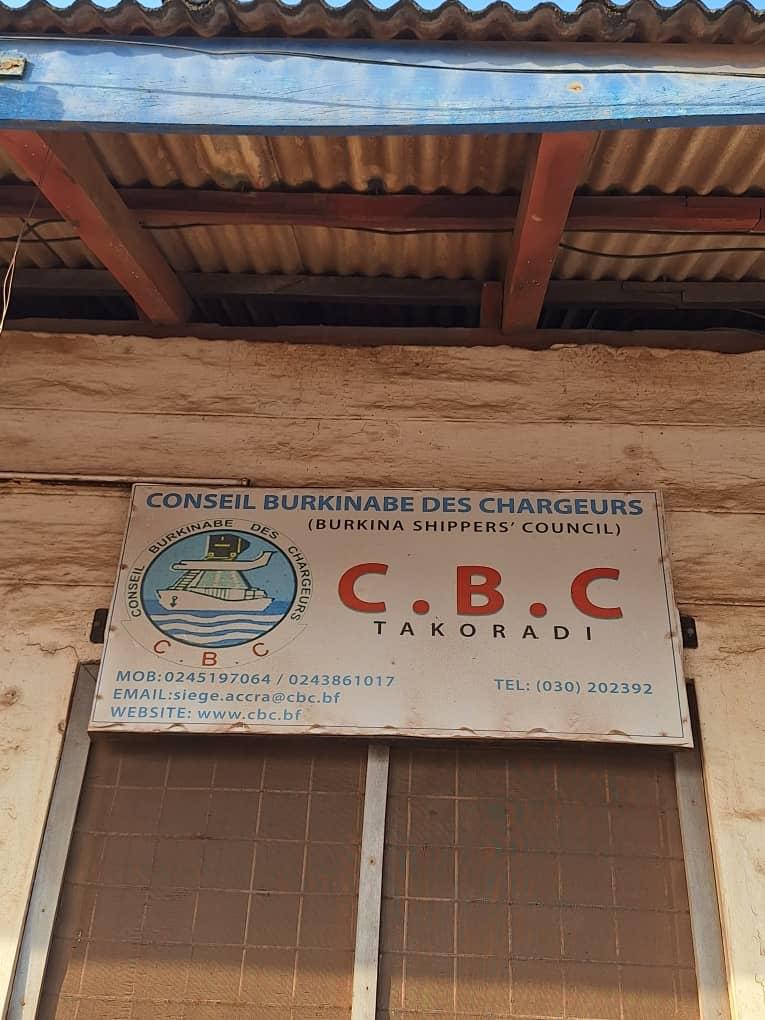 CONSEIL BURKINABE DES CHARGEURS
(BURKINA SHIPPERS' COUNCIL)
CONSEIL BURKINABE DES CHARGEURS
C.B.C
C.B.C
TAKORADI
MOB:0245197064 / 0243861017
TEL: (030) 202392
EMAIL:siege.accra@cbc.bf
WEBSITE: www.cbc.bf